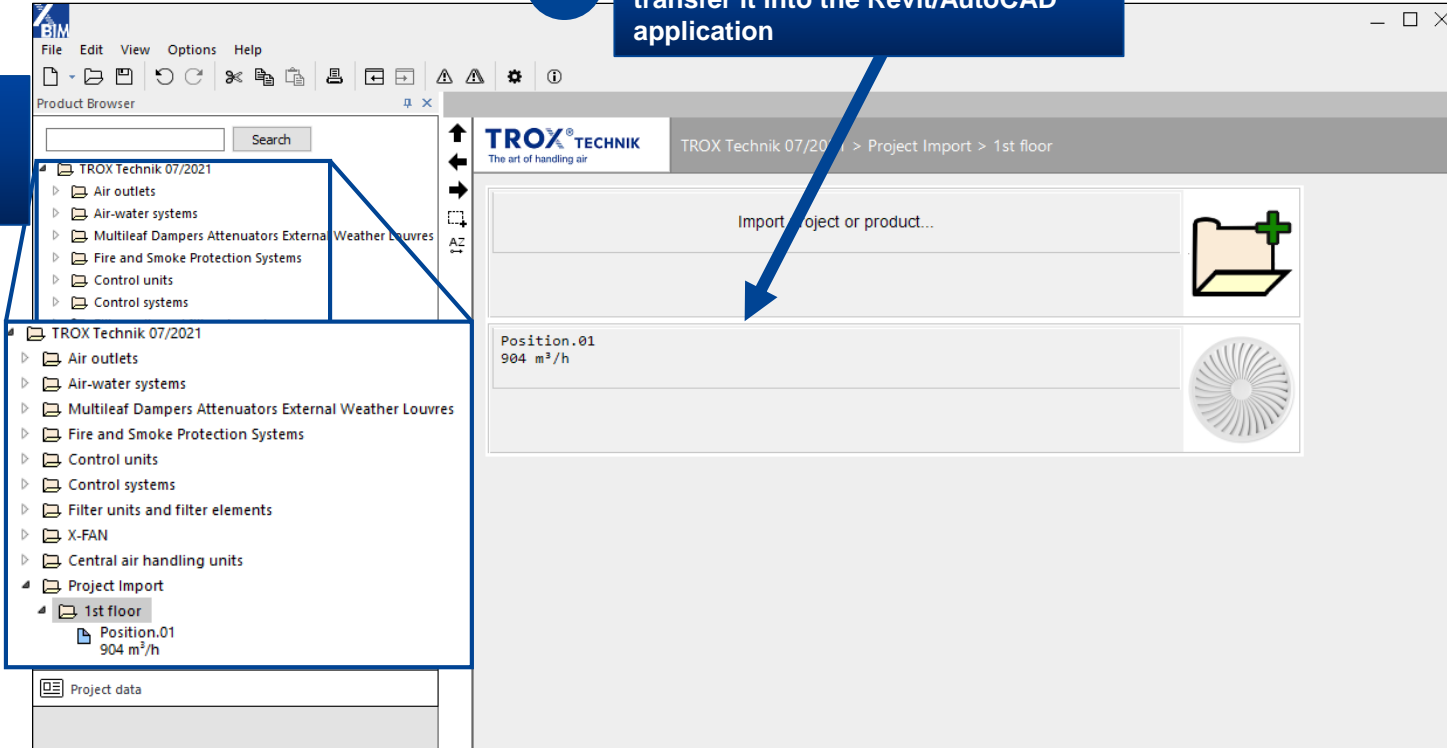 transfer it into the Revit/AutoCAD
application
XBIM
File Edit View Options Help
Product Browser
Search
TROX Technik 07/2021
Air outlets
Air-water systems
Multileaf Dampers Attenuators External Weather Louvres
Fire and Smoke Protection Systems
Control units
Control systems
TROX Technik 07/2021
Air outlets
Air-water systems
Multileaf Dampers Attenuators External Weather Louvres
Fire and Smoke Protection Systems
Control units
Control systems
Filter units and filter elements
X-FAN
Central air handling units
Project Import
1st floor
Position.01
904 m³/h
Project data
AZ
TROX® TECHNIK
The art of handling air
TROX Technik 07/2021 > Project Import > 1st floor
Import project or product...
Position.01
904 m³/h